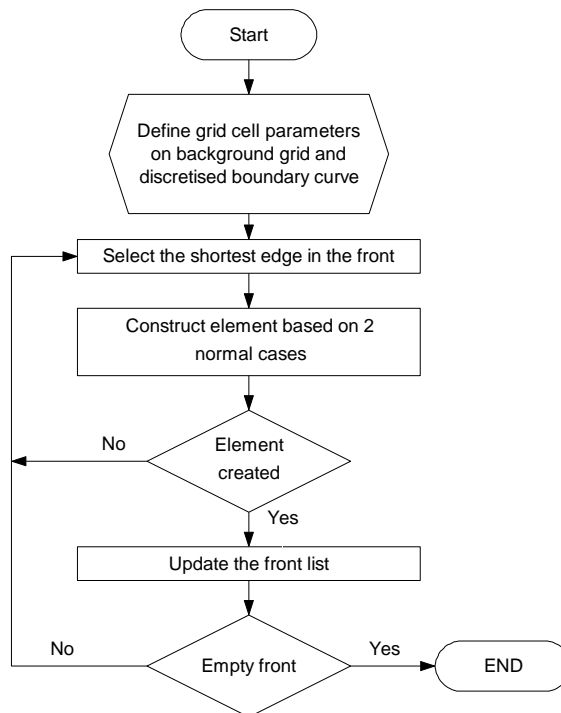 Start
Define grid cell parameters
on background grid and
discretised boundary curve
Select the shortest edge in the front
Construct element based on 2
normal cases
No
Element
created
Yes
Update the front list
No
Empty front
Yes
END